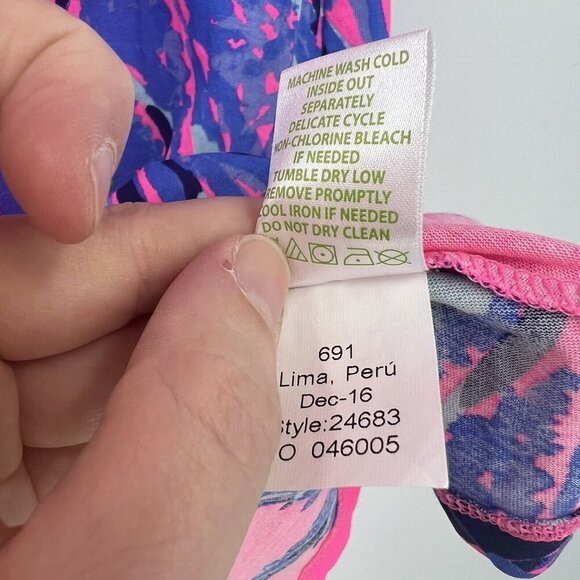 MACHINE WASH COLD
INSIDE OUT
SEPARATELY
DELICATE CYCLE
NON-CHLORINE BLEACH
IF NEEDED
TUMBLE DRY LOW
REMOVE PROMPTLY
COOL IRON IF NEEDED
DO NOT DRY CLEAN
691
Lima, Perú
Dec-16
Style:24683
O 046005